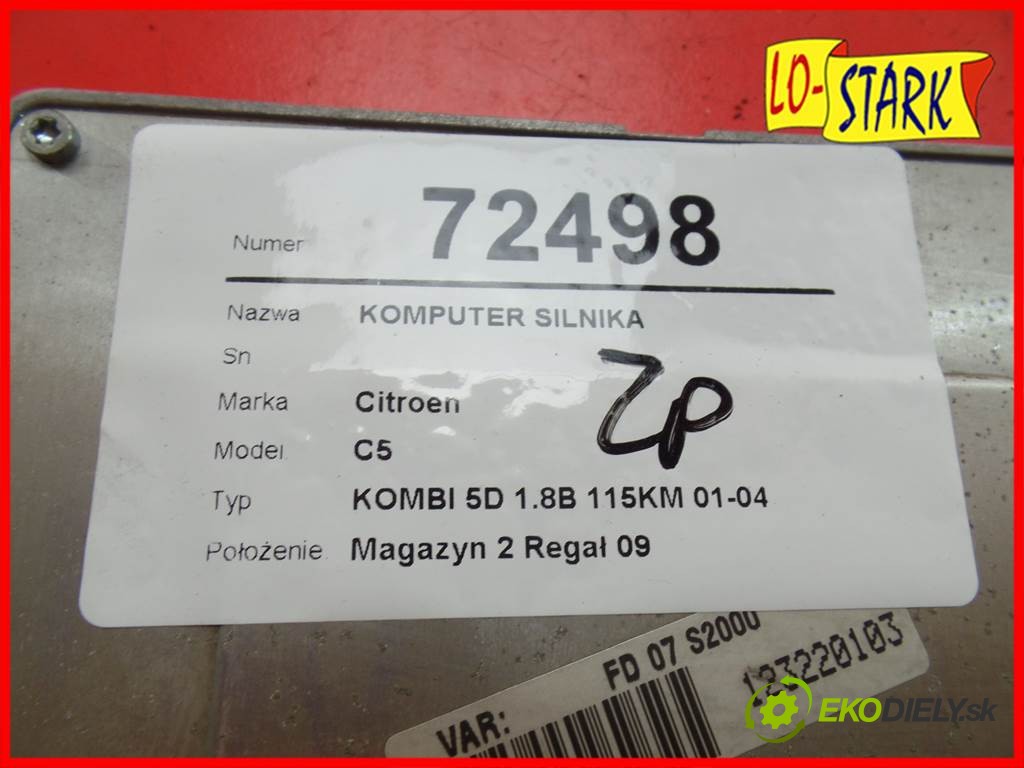 LO-STARK
Numer 72498
Nazwa KOMPUTER SILNIKA
Sn
ZP
Marka Citroen
Model C5
Typ KOMBI 5D 1.8B 115KM 01-04
Położenie Magazyn 2 Regał 09
VAR: FD 07 S2000
123220103
EKODIELY.sk